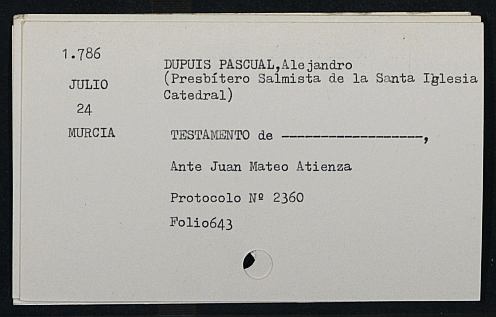 1.786
JULIO
24
MURCIA
DUPUIS PASCUAL,Alejandro
(Presbítero Salmista de la Santa Iglesia
Catedral)
TESTAMENTO de ------------------,
Ante Juan Mateo Atienza
Protocolo Nº 2360
Folio643